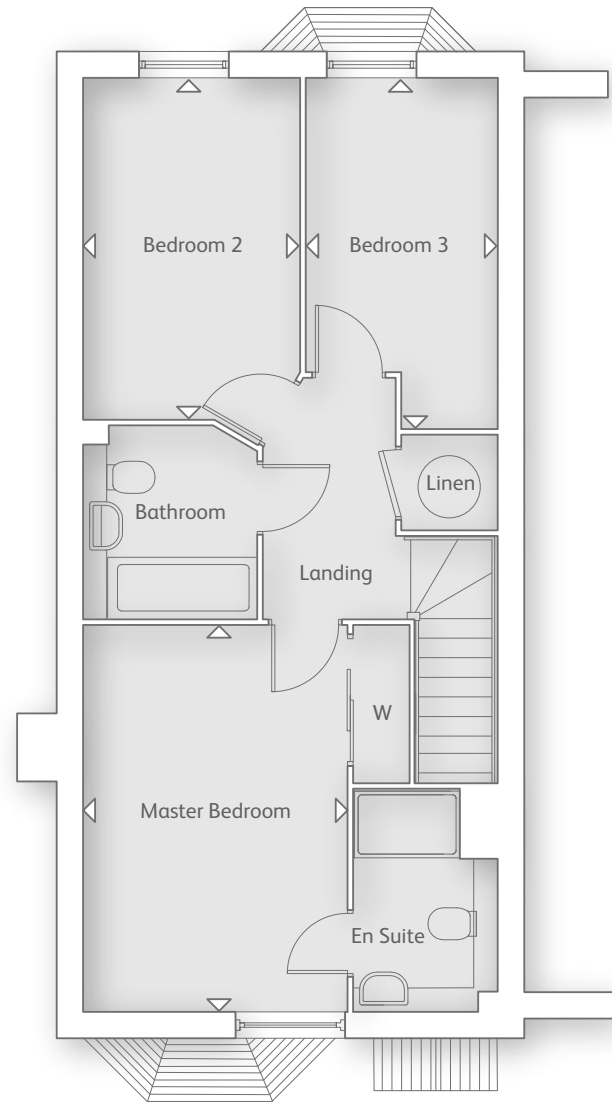 Bedroom 2
Bedroom 3
Linen
Bathroom
Landing
W
Master Bedroom
En Suite